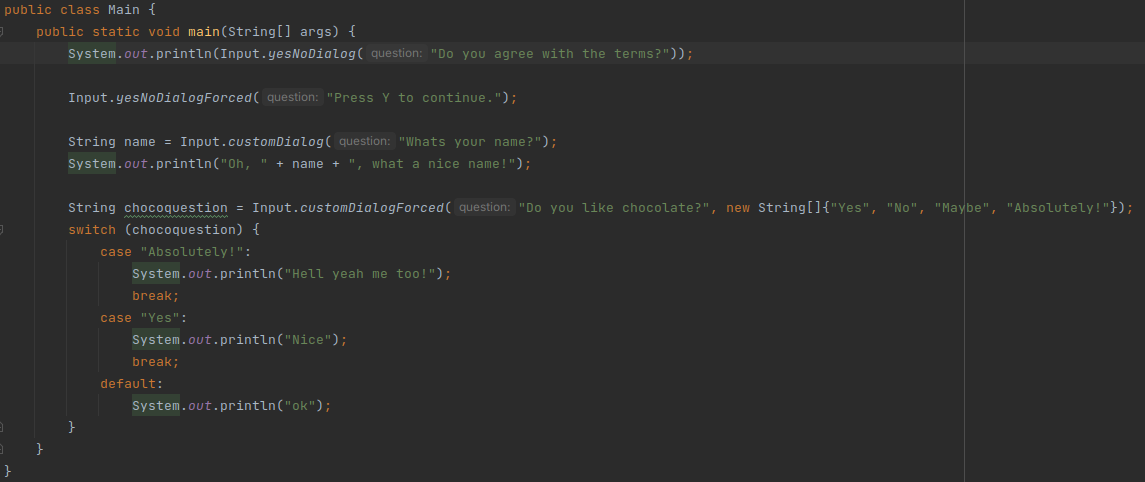 public class Main {
public static void main(String[] args) {
System.out.println(Input.yesNoDialog( question: "Do you agree with the terms?"));
Input.yesNoDialogForced( question: "Press Y to continue.");
String name = Input.customDialog( question: "Whats your name?");
System.out.println("Oh, " + name + ", what a nice name!");
String chocoquestion = Input.customDialogForced( question: "Do you like chocolate?", new String[]{"Yes", "No", "Maybe", "Absolutely!"});
switch (chocoquestion) {
case "Absolutely!":
System.out.println("Hell yeah me too!");
break;
case "Yes":
System.out.println("Nice");
break;
default:
System.out.println("ok");
}
}
}